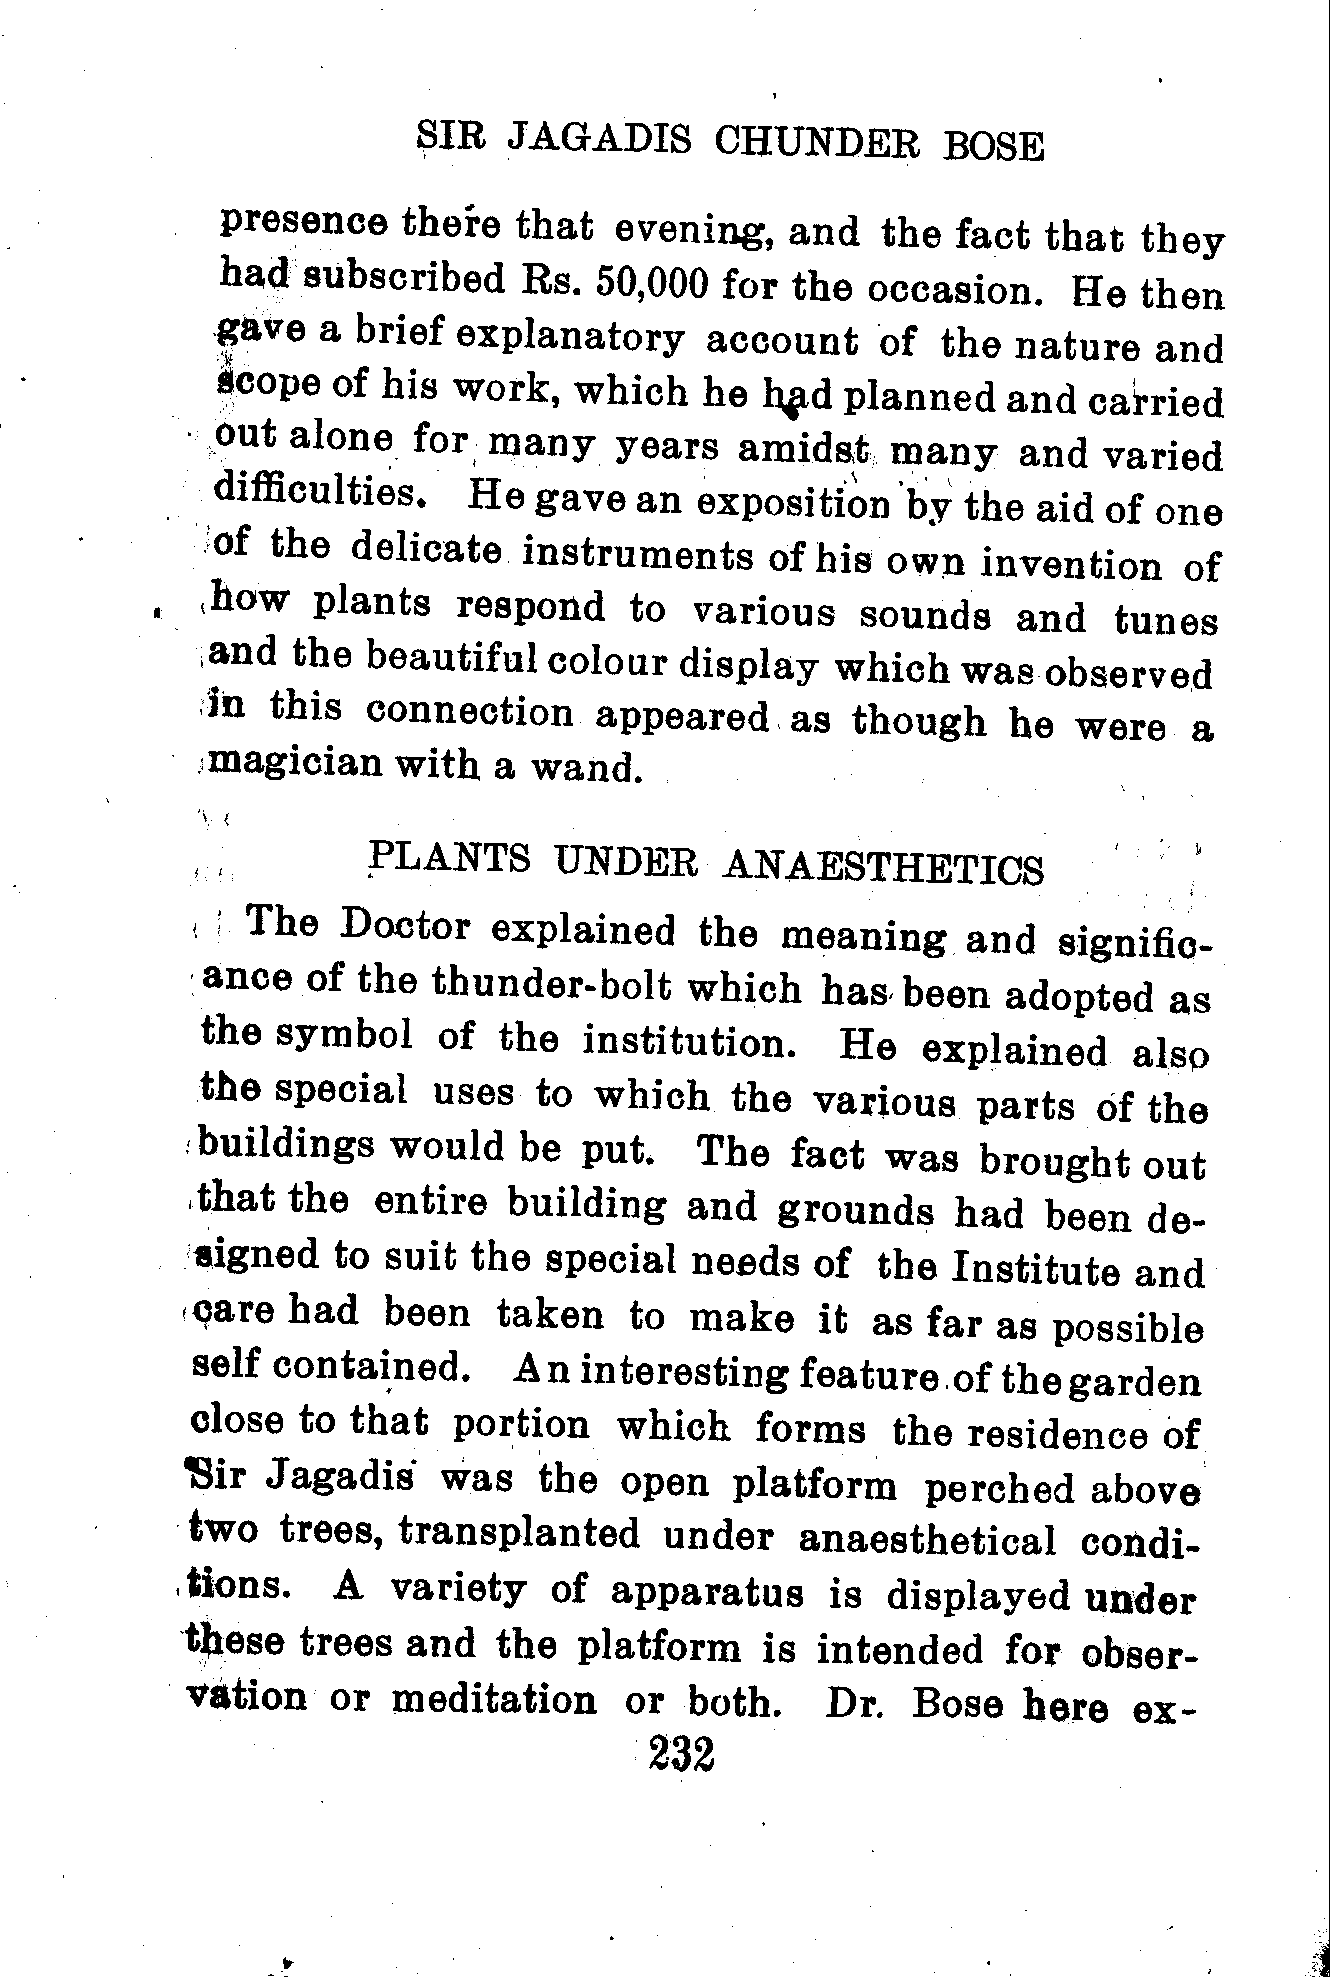 SIR JAGADIS CHUNDER BOSE
presence there that evening, and the fact that they
had subscribed Rs. 50,000 for the occasion. He then
gave a brief explanatory account of the nature and
scope of his work, which he had planned and carried
out alone for many years amidst many and varied
difficulties. He gave an exposition by the aid of one
of the delicate instruments of his own invention of
how plants respond to various sounds and tunes
and the beautiful colour display which was observed
in this connection appeared as though he were a
magician with a wand.
PLANTS UNDER ANAESTHETICS
The Doctor explained the meaning and signific-
ance of the thunder-bolt which has been adopted as
the symbol of the institution. He explained also
the special uses to which the various parts of the
buildings would be put. The fact was brought out
that the entire building and grounds had been de-
signed to suit the special needs of the Institute and
care had been taken to make it as far as possible
self contained. An interesting feature of the garden
close to that portion which forms the residence of
Sir Jagadis was the open platform perched above
two trees, transplanted under anaesthetical condi-
tions. A variety of apparatus is displayed under
these trees and the platform is intended for obser-
vation or meditation or both. Dr. Bose here ex-
232